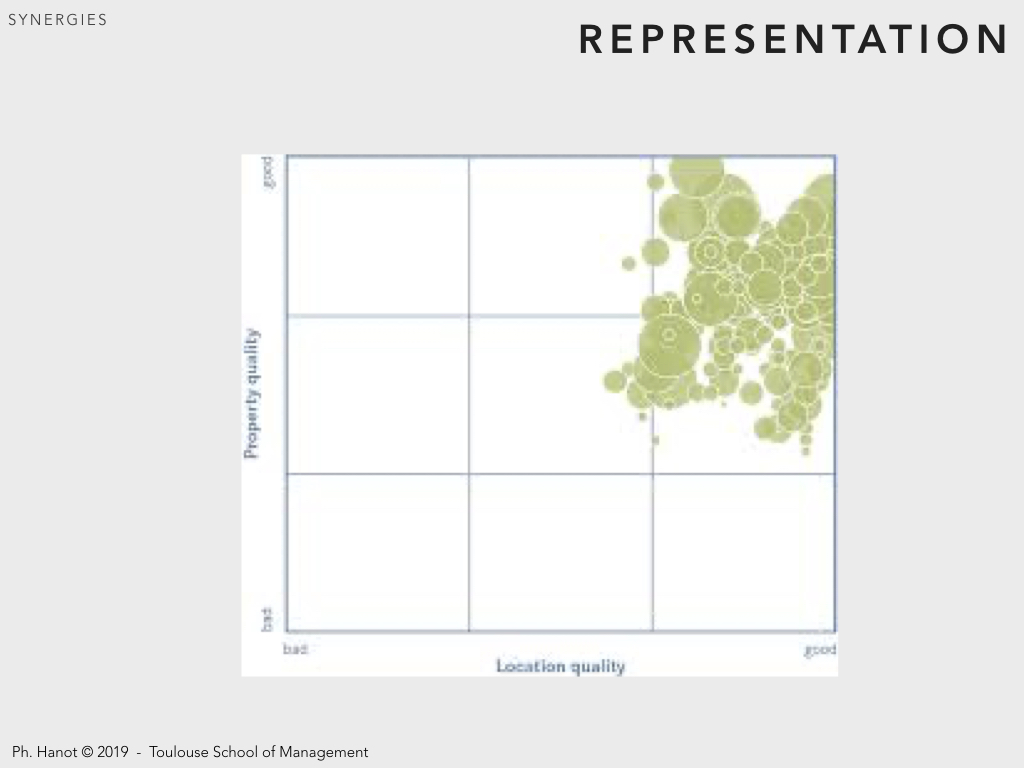 SYNERGIES
REPRESENTATION
good
Property quality
bad
bad
good
Location quality
Ph. Hanot © 2019 - Toulouse School of Management